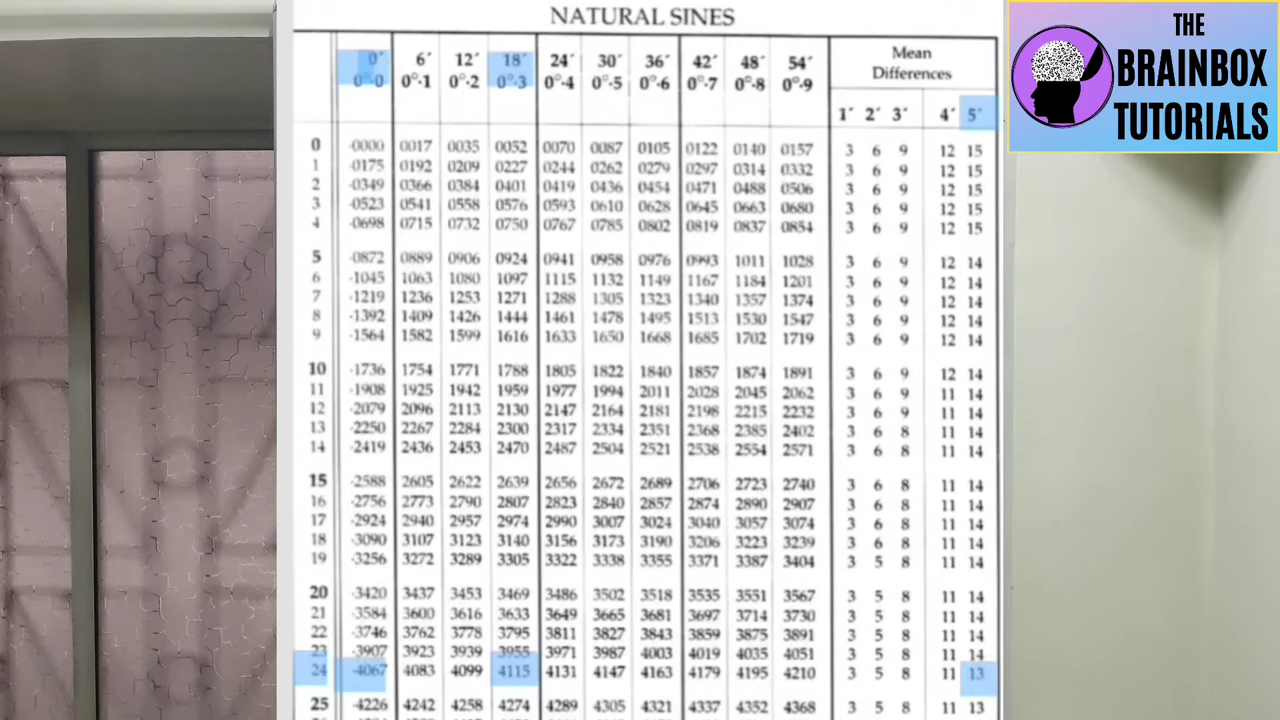 NATURAL SINES
0´ 6´ 12´ 18´ 24´ 30´ 36´ 42´ 48´ 54´ Mean
0°·0 0°·1 0°·2 0°·3 0°·4 0°·5 0°·6 0°·7 0°·8 0°·9 Differences
1´ 2´ 3´ 4´ 5´
0 ·0000 0017 0035 0052 0070 0087 0105 0122 0140 0157 3 6 9 12 15
1 ·0175 0192 0209 0227 0244 0262 0279 0297 0314 0332 3 6 9 12 15
2 ·0349 0366 0384 0401 0419 0436 0454 0471 0488 0506 3 6 9 12 15
3 ·0523 0541 0558 0576 0593 0610 0628 0645 0663 0680 3 6 9 12 15
4 ·0698 0715 0732 0750 0767 0785 0802 0819 0837 0854 3 6 9 12 15
5 ·0872 0889 0906 0924 0941 0958 0976 0993 1011 1028 3 6 9 12 14
6 ·1045 1063 1080 1097 1115 1132 1149 1167 1184 1201 3 6 9 12 14
7 ·1219 1236 1253 1271 1288 1305 1323 1340 1357 1374 3 6 9 12 14
8 ·1392 1409 1426 1444 1461 1478 1495 1513 1530 1547 3 6 9 12 14
9 ·1564 1582 1599 1616 1633 1650 1668 1685 1702 1719 3 6 9 12 14
10 ·1736 1754 1771 1788 1805 1822 1840 1857 1874 1891 3 6 9 12 14
11 ·1908 1925 1942 1959 1977 1994 2011 2028 2045 2062 3 6 9 11 14
12 ·2079 2096 2113 2130 2147 2164 2181 2198 2215 2232 3 6 9 11 14
13 ·2250 2267 2284 2300 2317 2334 2351 2368 2385 2402 3 6 8 11 14
14 ·2419 2436 2453 2470 2487 2504 2521 2538 2554 2571 3 6 8 11 14
15 ·2588 2605 2622 2639 2656 2672 2689 2706 2723 2740 3 6 8 11 14
16 ·2756 2773 2790 2807 2823 2840 2857 2874 2890 2907 3 6 8 11 14
17 ·2924 2940 2957 2974 2990 3007 3024 3040 3057 3074 3 6 8 11 14
18 ·3090 3107 3123 3140 3156 3173 3190 3206 3223 3239 3 6 8 11 14
19 ·3256 3272 3289 3305 3322 3338 3355 3371 3387 3404 3 5 8 11 14
20 ·3420 3437 3453 3469 3486 3502 3518 3535 3551 3567 3 5 8 11 14
21 ·3584 3600 3616 3633 3649 3665 3681 3697 3714 3730 3 5 8 11 14
22 ·3746 3762 3778 3795 3811 3827 3843 3859 3875 3891 3 5 8 11 14
23 ·3907 3923 3939 3955 3971 3987 4003 4019 4035 4051 3 5 8 11 14
24 ·4067 4083 4099 4115 4131 4147 4163 4179 4195 4210 3 5 8 11 13
25 ·4226 4242 4258 4274 4289 4305 4321 4337 4352 4368 3 5 8 11 13
THE
BRAINBOX
TUTORIALS